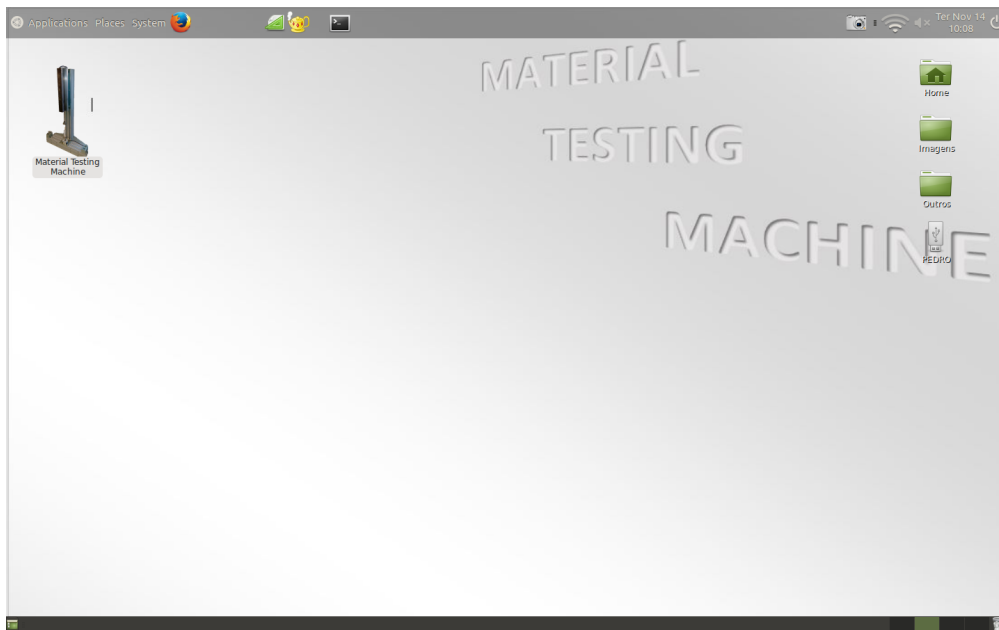 Applications Places System
Ter Nov 14
10:08
MATERIAL
TESTING
MACHINE
Material Testing
Machine
Home
Imagens
Outros
PEDRO